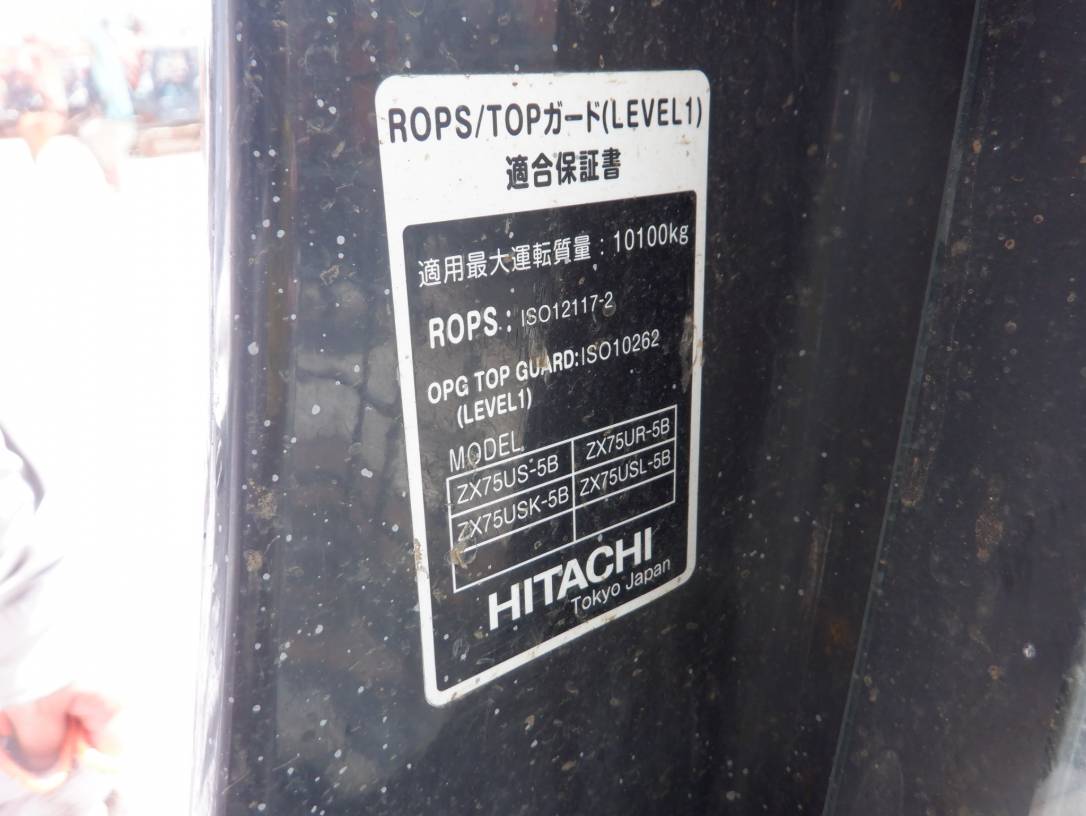 ROPS/TOPガード(LEVEL1)
適合保証書
適用最大運転質量：10100kg
ROPS：ISO12117-2
OPG TOP GUARD:ISO10262
(LEVEL1)
MODEL
ZX75US-5B ZX75UR-5B
ZX75USK-5B ZX75USL-5B
HITACHI
Tokyo Japan